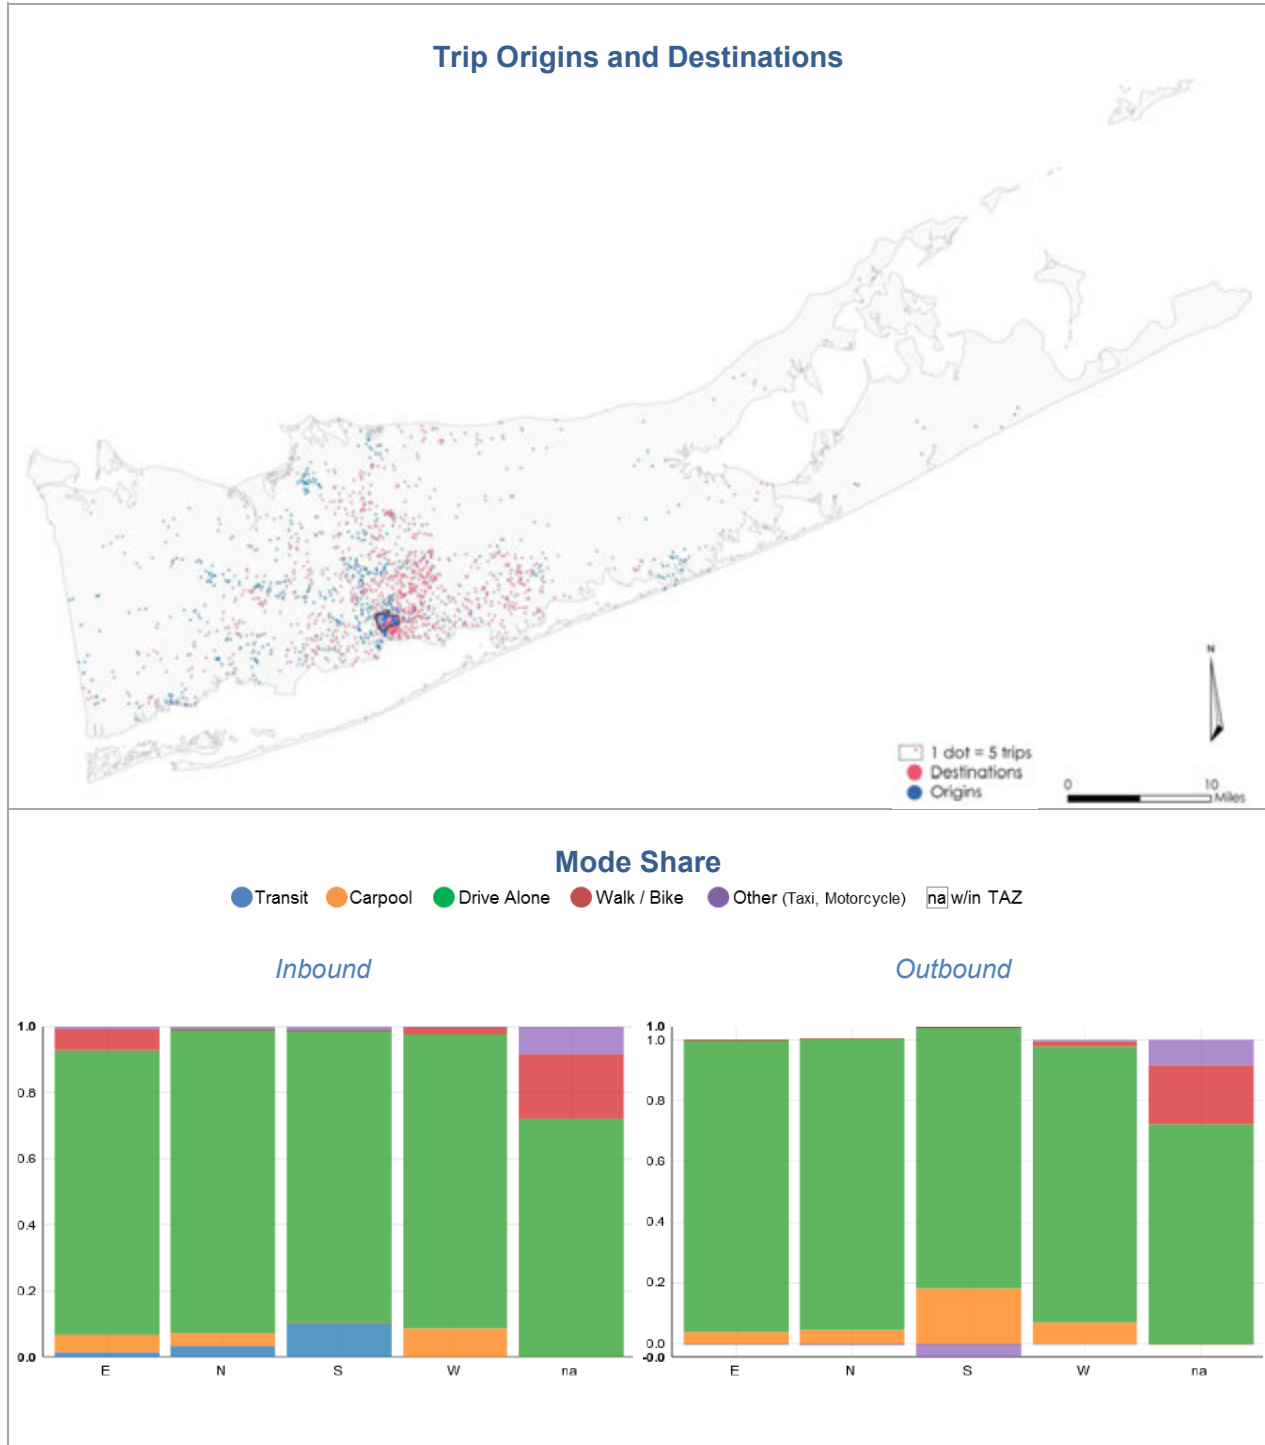 Trip Origins and Destinations
N
1 dot = 5 trips
Destinations
Origins
0 10
Miles
Mode Share
Transit Carpool Drive Alone Walk / Bike Other (Taxi, Motorcycle) na w/in TAZ
Inbound Outbound
1.0
0.8
0.6
0.4
0.2
0.0
E N S W na
1.0
1.0
0.8
0.6
0.4
0.2
0.0
-0.0
E N S W na